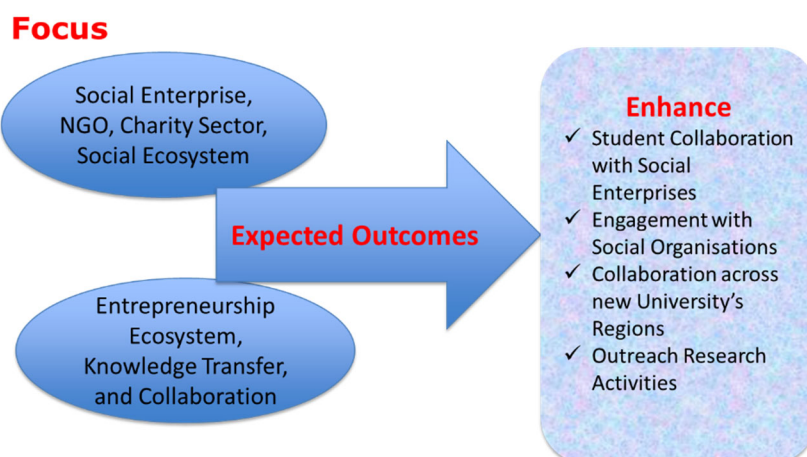 Focus
Social Enterprise,
NGO, Charity Sector,
Social Ecosystem
Expected Outcomes
Entrepreneurship
Ecosystem,
Knowledge Transfer,
and Collaboration
Enhance
✓ Student Collaboration
with Social
Enterprises
✓ Engagement with
Social Organisations
✓ Collaboration across
new University's
Regions
✓ Outreach Research
Activities